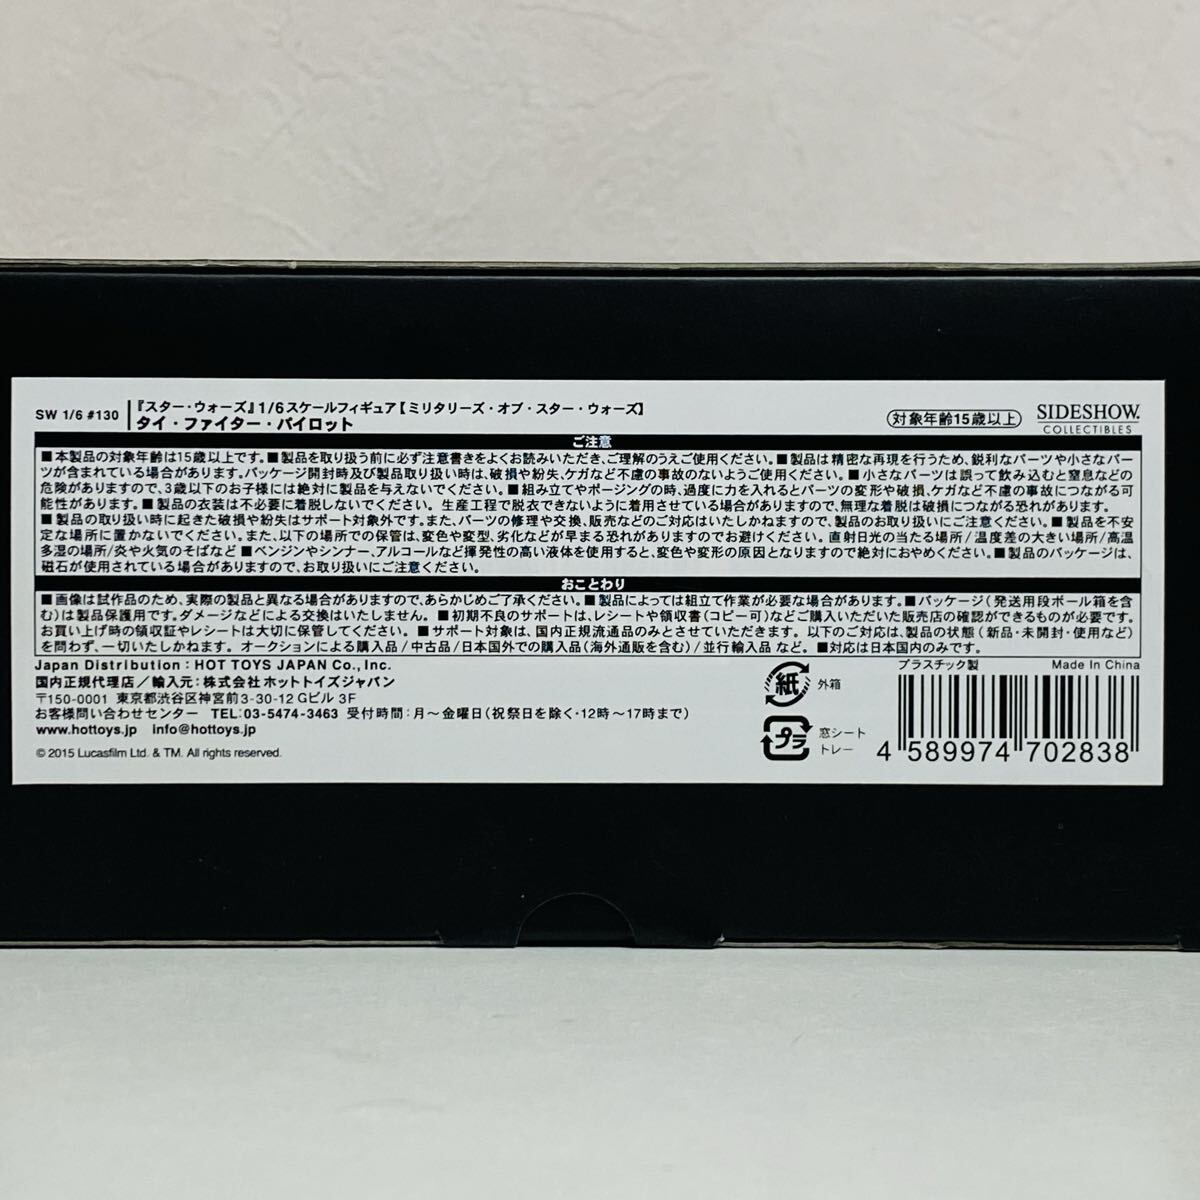 SW 1/6 #130
『スター・ウォーズ』1/6スケールフィギュア【ミリタリーズ・オブ・スター・ウォーズ】
タイ・ファイター・パイロット
対象年齢15歳以上
SIDESHOW
COLLECTIBLES
ご注意
■本製品の対象年齢は15歳以上です。■製品を取り扱う前に必ず注意書きをよくお読みいただき、ご理解のうえご使用ください。■製品は精密な再現を行うため、鋭利なパーツや小さなパー
ツが含まれている場合があります。パッケージ開封時及び製品取り扱い時は、破損や紛失、ケガなど不慮の事故のないようご使用ください。■小さなパーツは誤って飲み込むと窒息などの
危険がありますので、3歳以下のお子様には絶対に製品を与えないでください。■組み立てやポージングの時、過度に力を入れるとパーツの変形や破損、ケガなど不慮の事故につながる可
能性があります。■製品の衣装は不必要に着脱しないでください。生産工程で脱衣できないように着用させている場合がありますので、無理な着脱は破損につながる恐れがあります。
■製品の取り扱い時に起きた破損や紛失はサポート対象外です。また、パーツの修理や交換、販売などのご対応はいたしかねますので、製品のお取り扱いにご注意ください。■製品を不安
定な場所に置かないでください。また、以下の場所での保管は、変色や変型、劣化などが早まる恐れがありますのでお避けください。直射日光の当たる場所/温度差の大きい場所/高温
多湿の場所/炎や火気のそばなど■ベンジンやシンナー、アルコールなど揮発性の高い液体を使用すると、変色や変形の原因となりますので絶対におやめください。■製品のパッケージは、
磁石が使用されている場合がありますので、お取り扱いにご注意ください。
おことわり
■画像は試作品のため、実際の製品と異なる場合がありますので、あらかじめご了承ください。■製品によっては組立て作業が必要な場合があります。■パッケージ(発送用段ボール箱を含
む)は製品保護用です。ダメージなどによる交換はいたしません。■初期不良のサポートは、レシートや領収書(コピー可)などご購入いただいた販売店の確認ができるものが必要です。
お買い上げ時の領収証やレシートは大切に保管してください。■サポート対象は、国内正規流通品のみとさせていただきます。以下のご対応は、製品の状態(新品・未開封・使用など)
を問わず、一切いたしかねます。オークションによる購入品/中古品/日本国外での購入品(海外通販を含む)/並行輸入品 など。■対応は日本国内のみです。
Japan Distribution : HOT TOYS JAPAN Co., Inc.
国内正規代理店/輸入元:株式会社ホットトイズジャパン
〒150-0001 東京都渋谷区神宮前3-30-12 Gビル 3F
お客様問い合わせセンター TEL:03-5474-3463 受付時間:月〜金曜日(祝祭日を除く・12時〜17時まで)
www.hottoys.jp info@hottoys.jp
© 2015 Lucasfilm Ltd. & TM. All rights reserved.
紙 外箱
プラ 窓シート
トレー
プラスチック製
Made In China
4 589974 702838